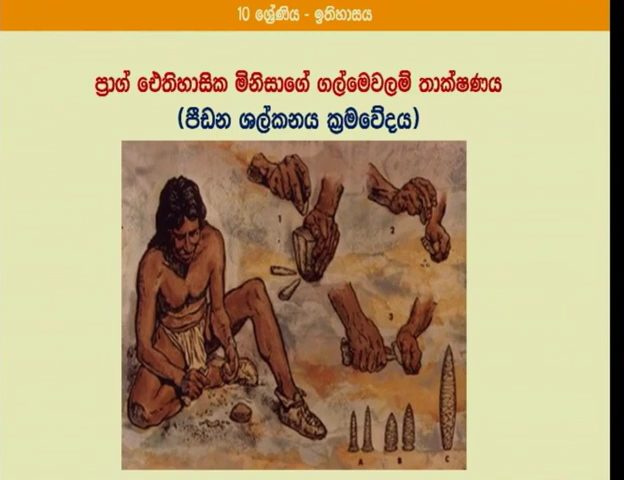 10 ශ්‍රේණිය - ඉතිහාසය
ප්‍රාග් ඓතිහාසික මිනිසාගේ ගල්මෙවලම් තාක්ෂණය
(පීඩන ශල්කනය ක්‍රමවේදය)
1
2
3
A B C